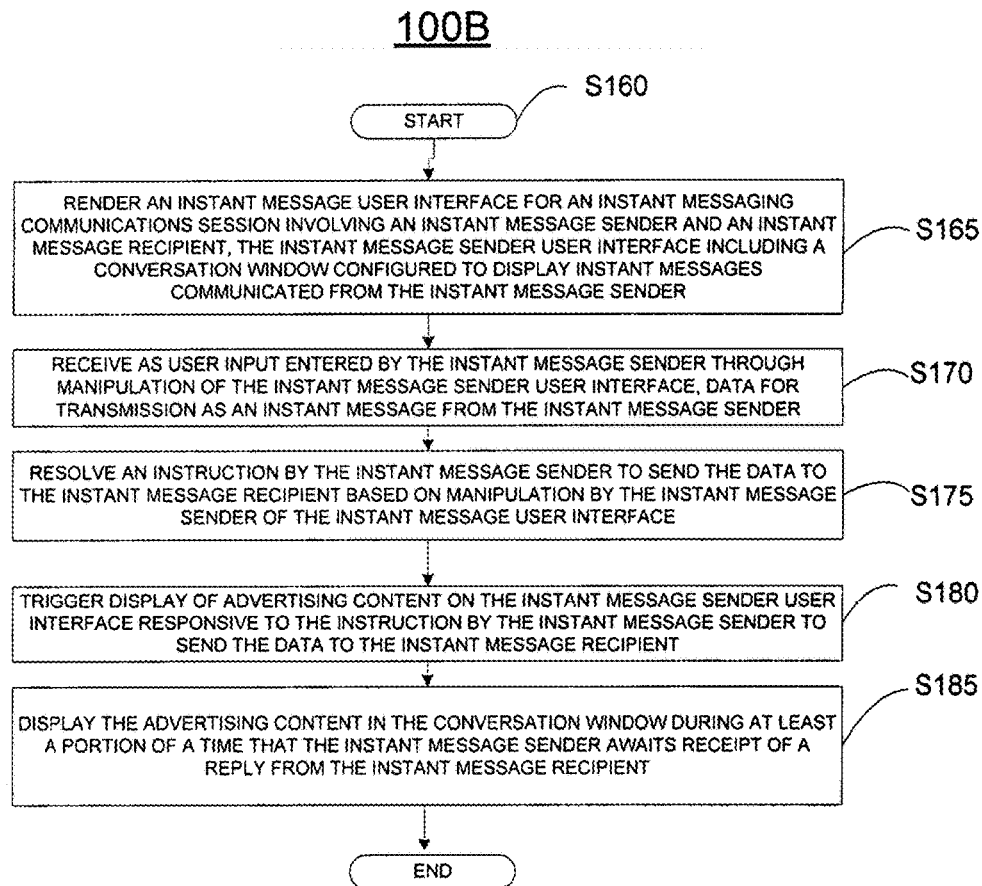 100B
S160
START
RENDER AN INSTANT MESSAGE USER INTERFACE FOR AN INSTANT MESSAGING
COMMUNICATIONS SESSION INVOLVING AN INSTANT MESSAGE SENDER AND AN INSTANT
MESSAGE RECIPIENT, THE INSTANT MESSAGE SENDER USER INTERFACE INCLUDING A
CONVERSATION WINDOW CONFIGURED TO DISPLAY INSTANT MESSAGES
COMMUNICATED FROM THE INSTANT MESSAGE SENDER
S165
RECEIVE AS USER INPUT ENTERED BY THE INSTANT MESSAGE SENDER THROUGH
MANIPULATION OF THE INSTANT MESSAGE SENDER USER INTERFACE, DATA FOR
TRANSMISSION AS AN INSTANT MESSAGE FROM THE INSTANT MESSAGE SENDER
S170
RESOLVE AN INSTRUCTION BY THE INSTANT MESSAGE SENDER TO SEND THE DATA TO
THE INSTANT MESSAGE RECIPIENT BASED ON MANIPULATION BY THE INSTANT MESSAGE
SENDER OF THE INSTANT MESSAGE USER INTERFACE
S175
TRIGGER DISPLAY OF ADVERTISING CONTENT ON THE INSTANT MESSAGE SENDER USER
INTERFACE RESPONSIVE TO THE INSTRUCTION BY THE INSTANT MESSAGE SENDER TO
SEND THE DATA TO THE INSTANT MESSAGE RECIPIENT
S180
DISPLAY THE ADVERTISING CONTENT IN THE CONVERSATION WINDOW DURING AT LEAST
A PORTION OF A TIME THAT THE INSTANT MESSAGE SENDER AWAITS RECEIPT OF A
REPLY FROM THE INSTANT MESSAGE RECIPIENT
S185
END